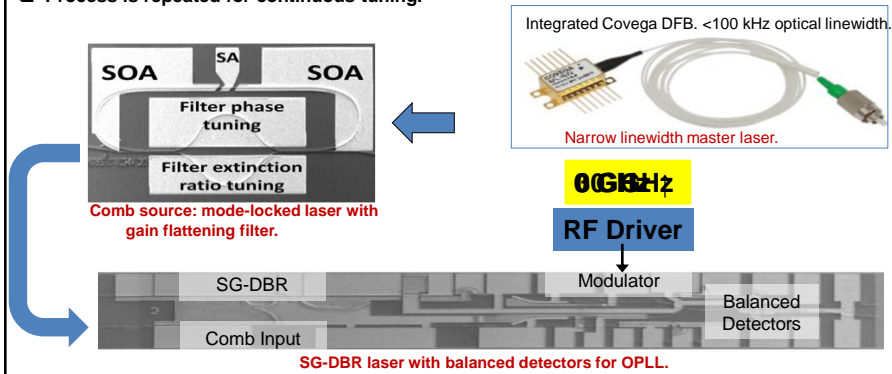 Process is repeated for continuous tuning.
Integrated Covega DFB. <100 kHz optical linewidth.
SOA
SA
SOA
Filter phase
tuning
Filter extinction
ratio tuning
COVEGA
Narrow linewidth master laser.
Comb source: mode-locked laser with
gain flattening filter.
RF Driver
SG-DBR
Modulator
Balanced
Detectors
Comb Input
SG-DBR laser with balanced detectors for OPLL.